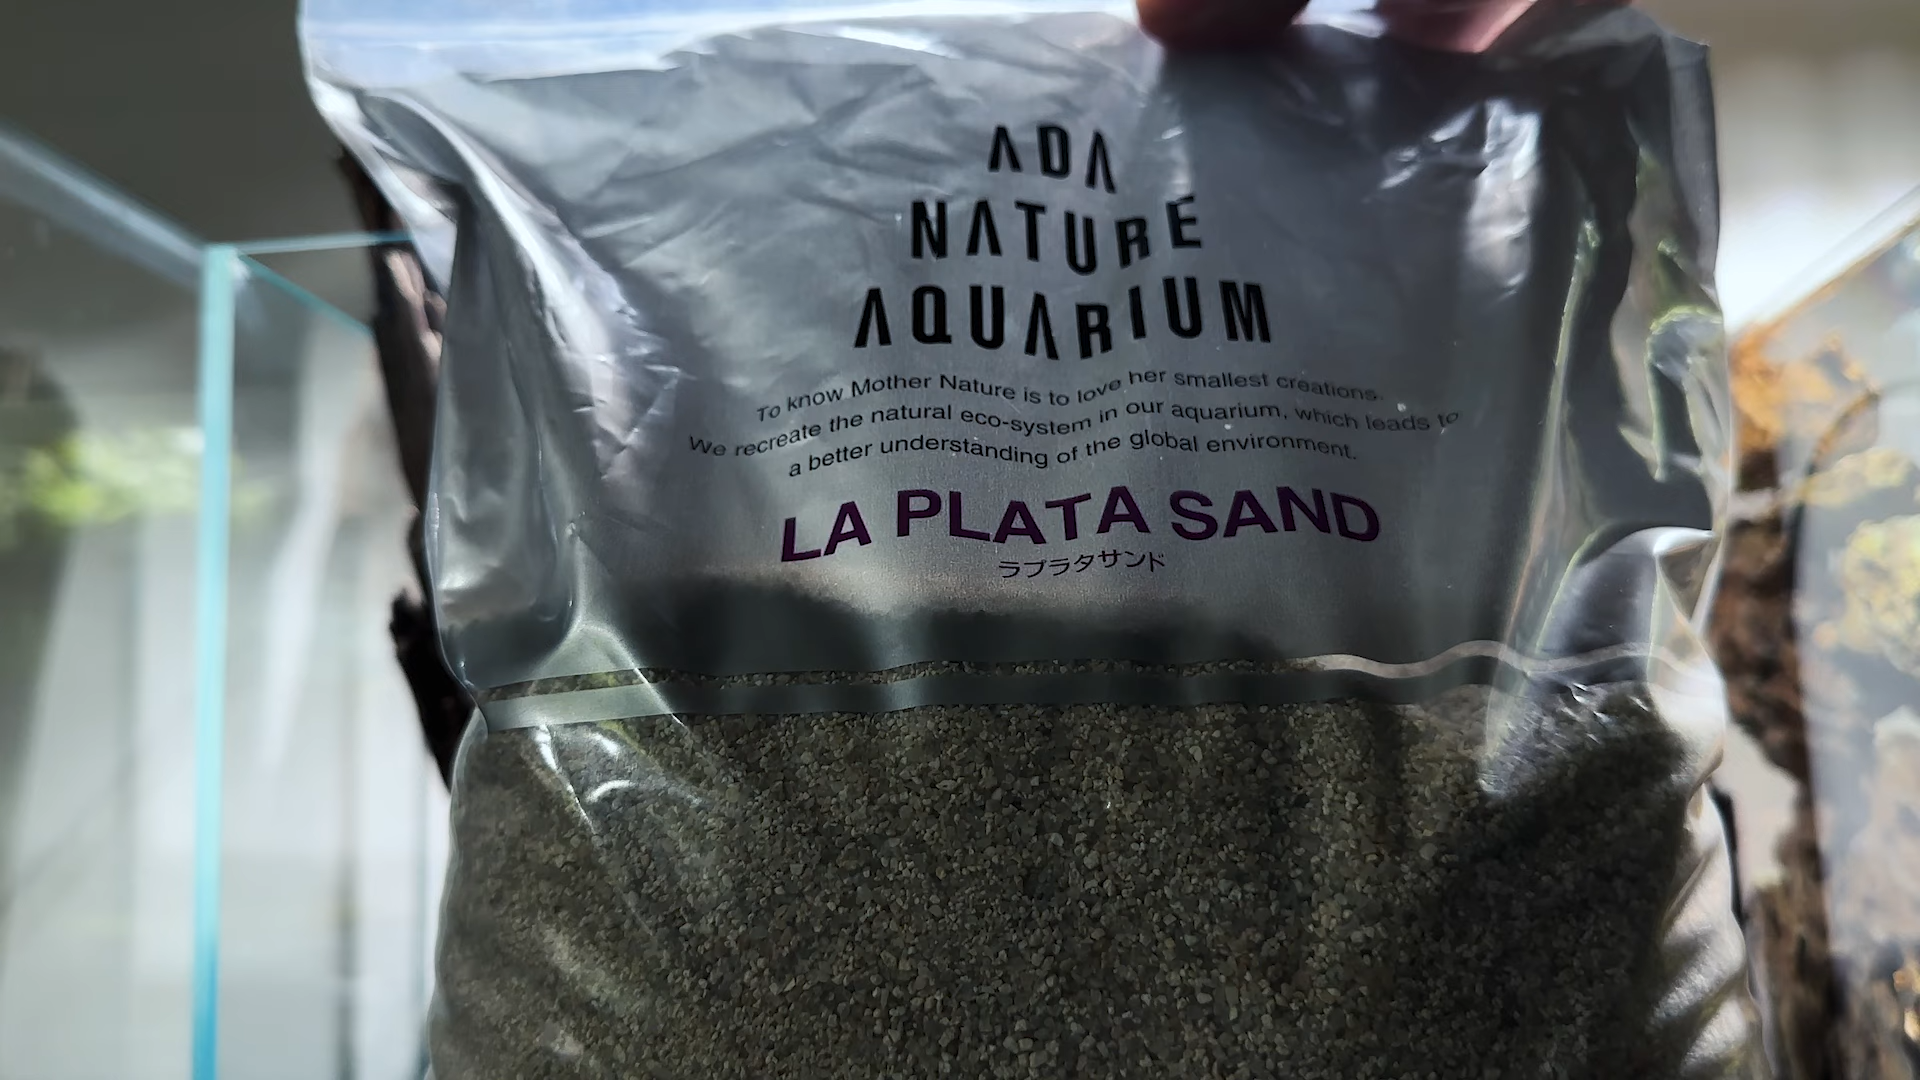 ADA
NATURE
AQUARIUM
To know Mother Nature is to love her smallest creations.
We recreate the natural eco-system in our aquarium, which leads to
a better understanding of the global environment.
LA PLATA SAND
ラプラタサンド